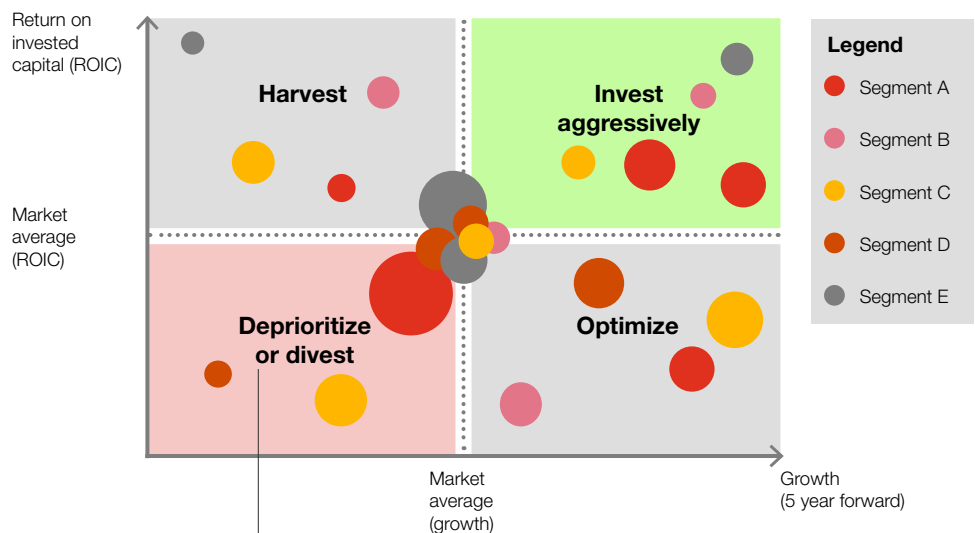 Return on
invested
capital (ROIC)
Harvest
Invest
aggressively
Legend
Segment A
Segment B
Segment C
Segment D
Segment E
Market
average
(ROIC)
Deprioritize
or divest
Optimize
Market
average
(growth)
Growth
(5 year forward)